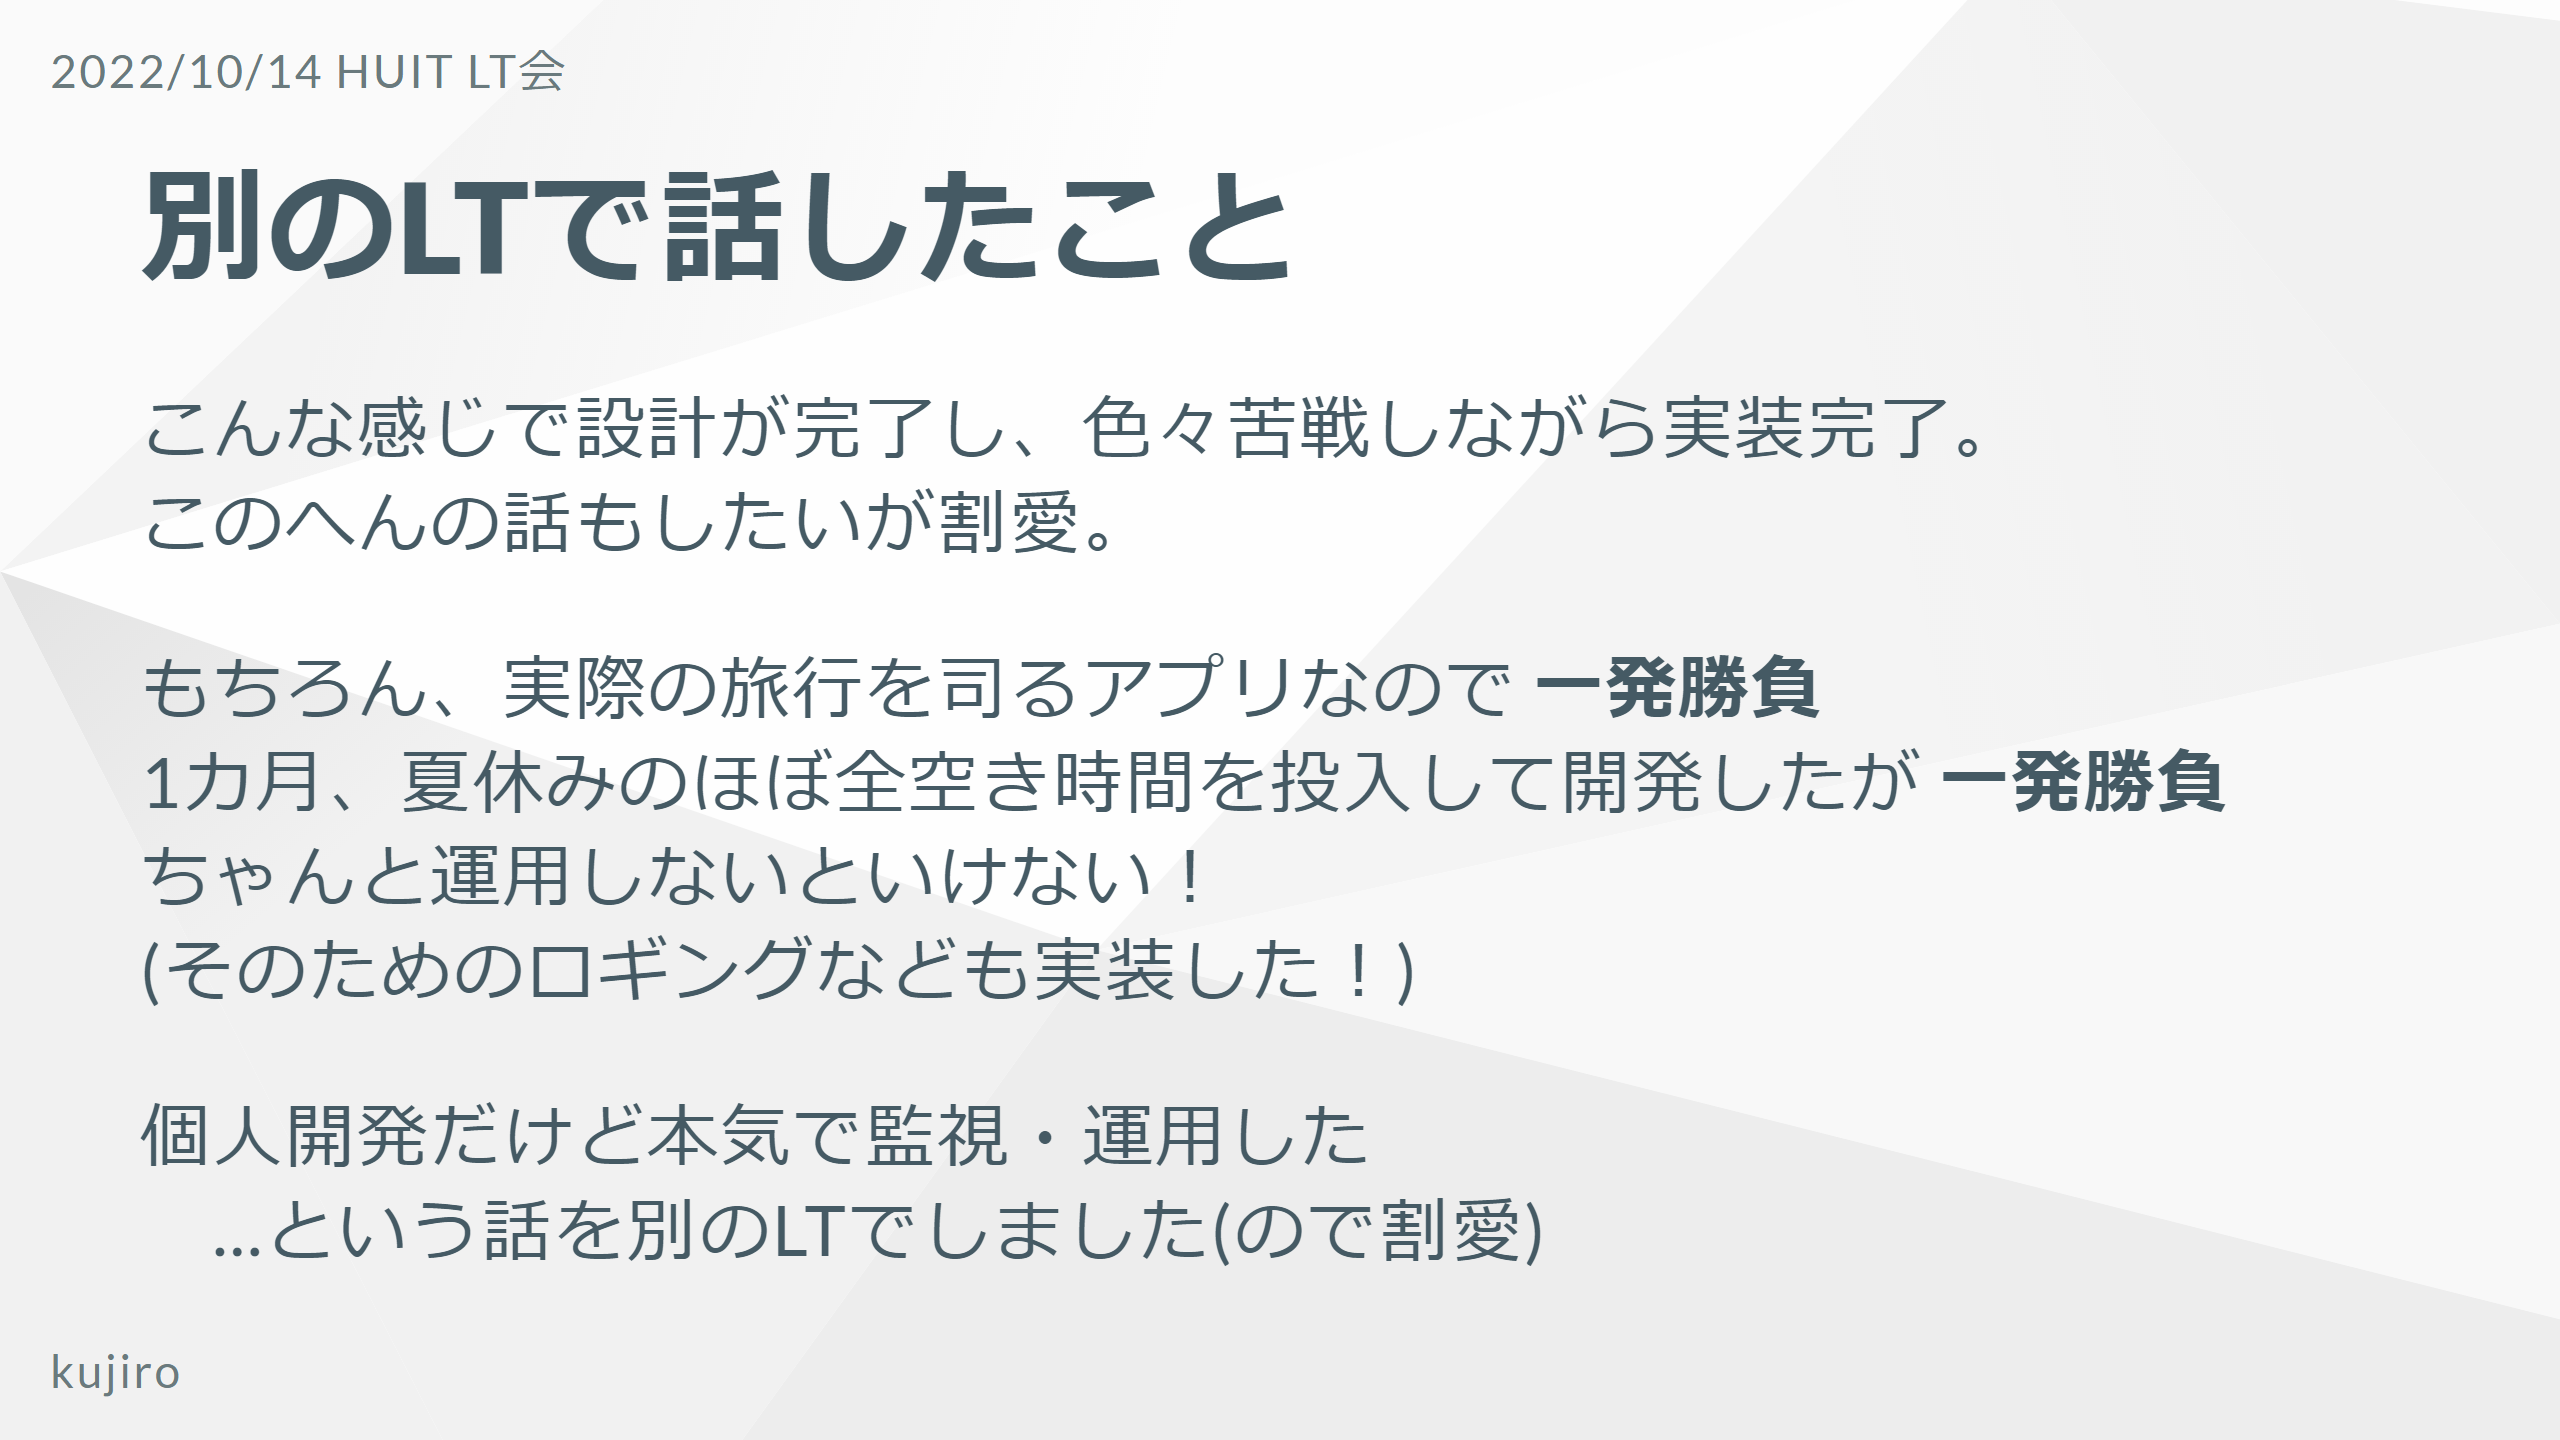 2022/10/14 HUIT LT会
別のLTで話したこと
こんな感じで設計が完了し、色々苦戦しながら実装完了。
このへんの話もしたいが割愛。
もちろん、実際の旅行を司るアプリなので 一発勝負
1カ月、夏休みのほぼ全空き時間を投入して開発したが 一発勝負
ちゃんと運用しないといけない！
(そのためのロギングなども実装した！)
個人開発だけど本気で監視・運用した
…という話を別のLTでしました(ので割愛)
kujiro